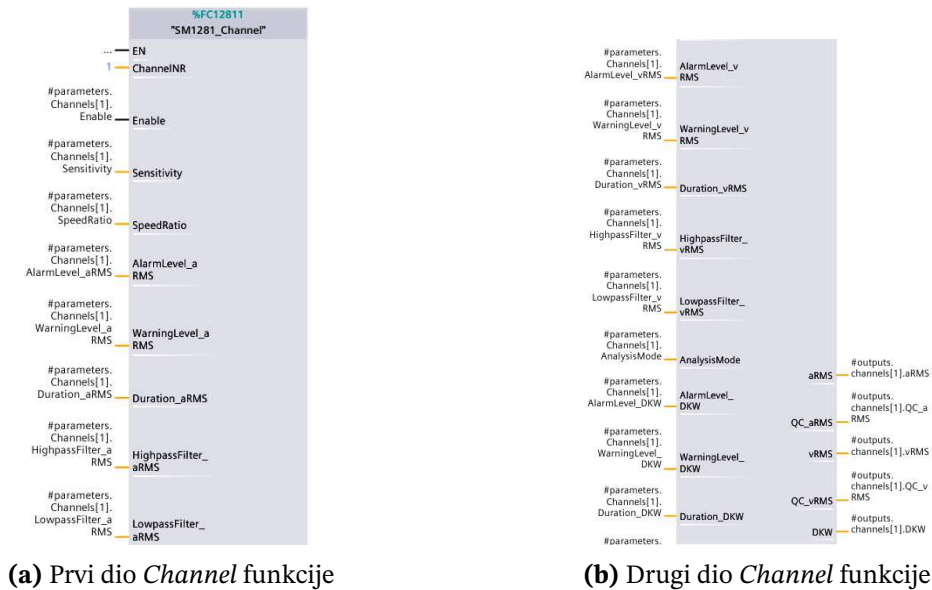 %FC12811
"SM1281_Channel"
... EN
1 ChannelNR
#parameters.
Channels[1].
Enable Enable
#parameters.
Channels[1].
Sensitivity Sensitivity
#parameters.
Channels[1].
SpeedRatio SpeedRatio
#parameters.
Channels[1].
AlarmLevel_aRMS
AlarmLevel_a
RMS
#parameters.
Channels[1].
WarningLevel_a
RMS
WarningLevel_a
RMS
#parameters.
Channels[1].
Duration_aRMS Duration_aRMS
#parameters.
Channels[1].
HighpassFilter_a
RMS
HighpassFilter_
aRMS
#parameters.
Channels[1].
LowpassFilter_a
RMS
LowpassFilter_
aRMS
(a) Prvi dio Channel funkcije
#parameters.
Channels[1].
AlarmLevel_vRMS
AlarmLevel_v
RMS
#parameters.
Channels[1].
WarningLevel_v
RMS
WarningLevel_v
RMS
#parameters.
Channels[1].
Duration_vRMS Duration_vRMS
#parameters.
Channels[1].
HighpassFilter_v
RMS
HighpassFilter_
vRMS
#parameters.
Channels[1].
LowpassFilter_v
RMS
LowpassFilter_
vRMS
#parameters.
Channels[1].
AnalysisMode AnalysisMode
#parameters.
Channels[1].
AlarmLevel_DKW
AlarmLevel_
DKW
#parameters.
Channels[1].
WarningLevel_
DKW
WarningLevel_
DKW
#parameters.
Channels[1].
Duration_DKW Duration_DKW
#parameters.
aRMS
#outputs.
channels[1].aRMS
QC_aRMS
#outputs.
channels[1].QC_a
RMS
vRMS
#outputs.
channels[1].vRMS
QC_vRMS
#outputs.
channels[1].QC_v
RMS
DKW
#outputs.
channels[1].DKW
(b) Drugi dio Channel funkcije